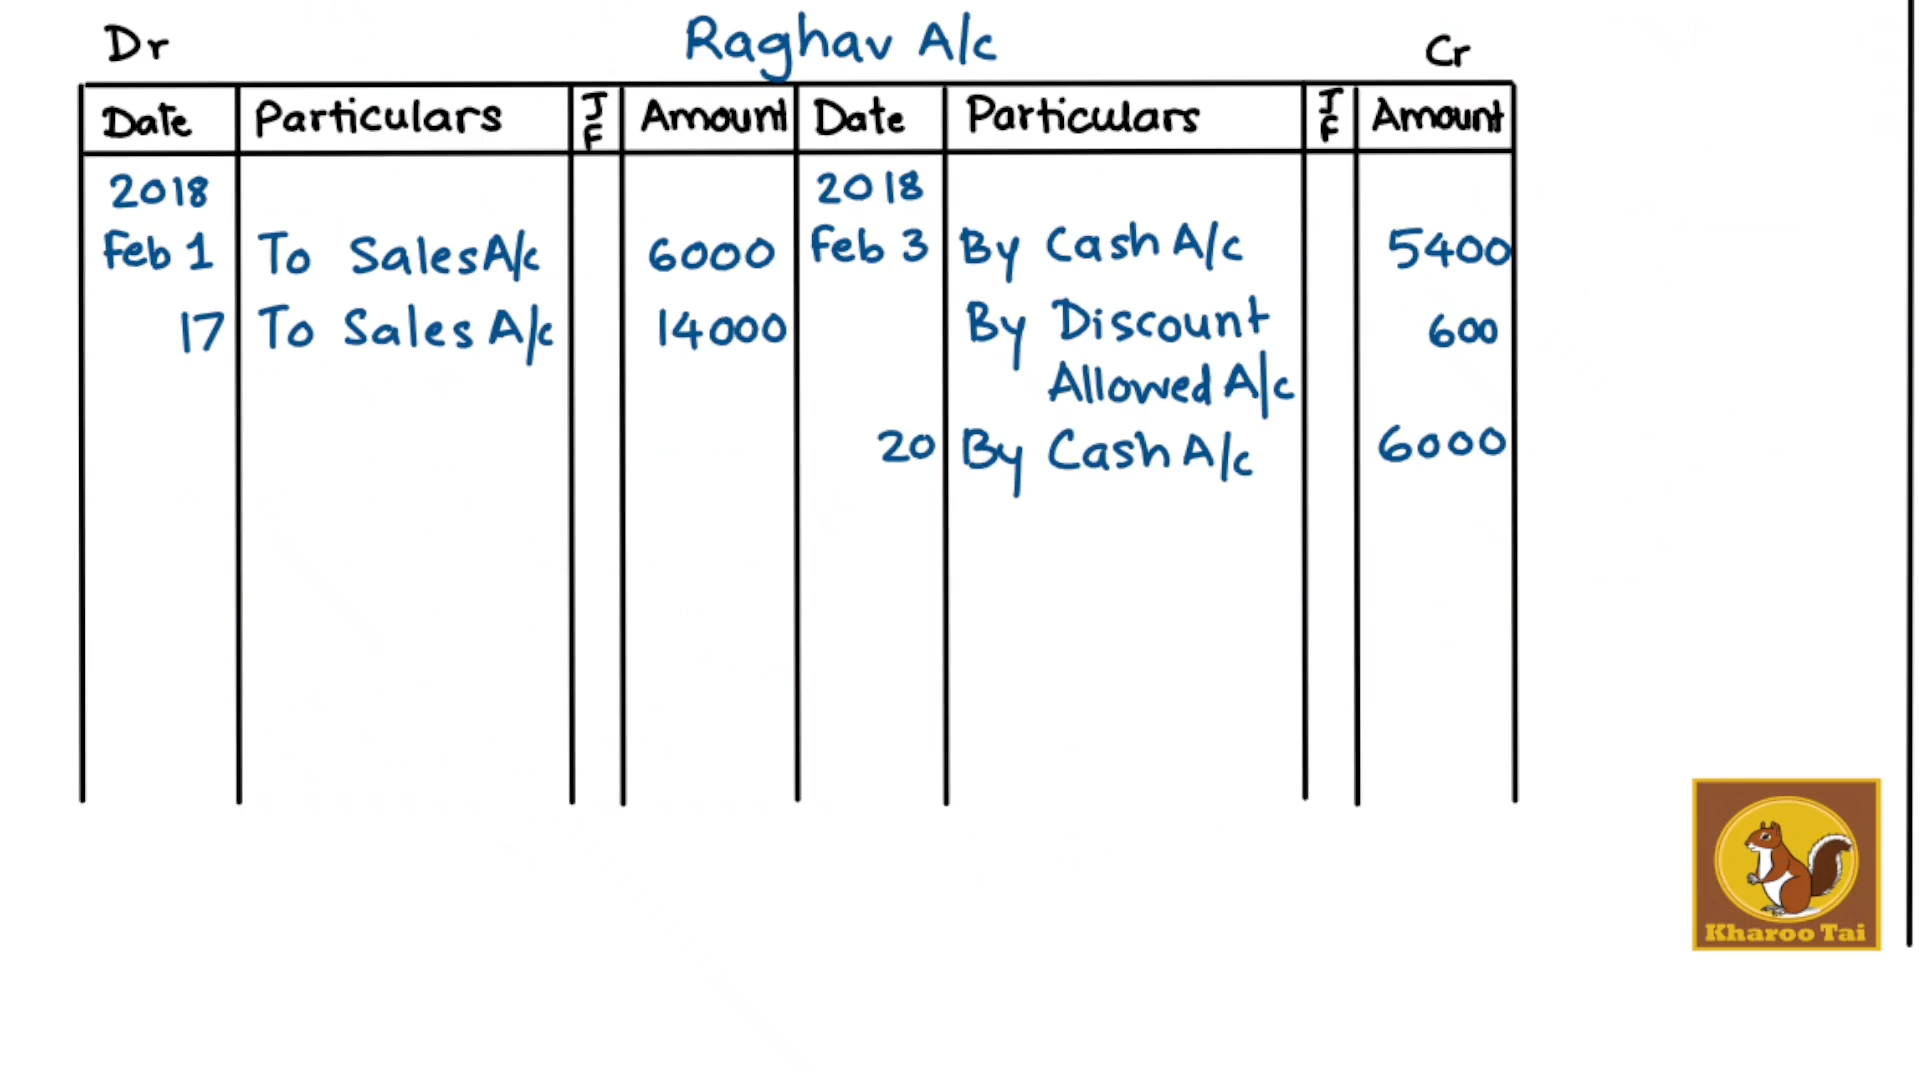 Dr Raghav A/c Cr
Date Particulars JF Amount Date Particulars JF Amount
2018 2018
Feb 1 To Sales A/c 6000 Feb 3 By Cash A/c 5400
17 To Sales A/c 14000 By Discount 600
Allowed A/c
20 By Cash A/c 6000
Kharoo Tai